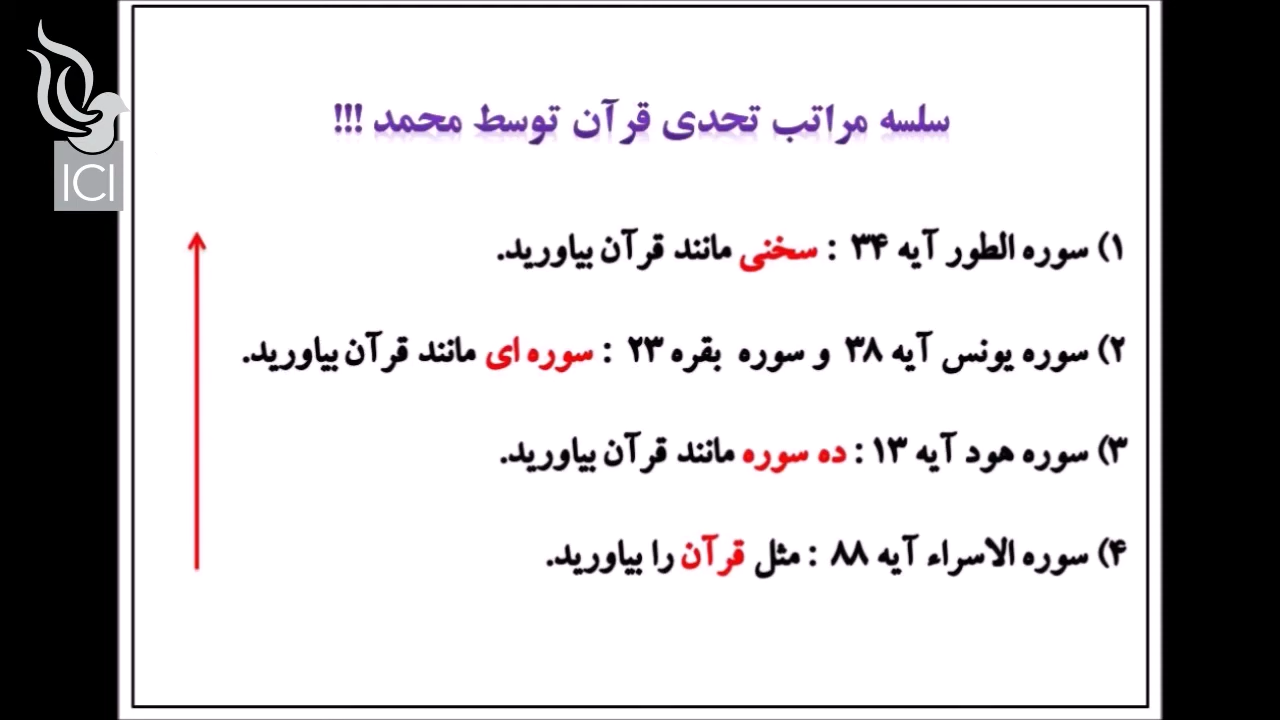 سلسه مراتب تحدی قرآن توسط محمد !!!
۱) سوره الطور آیه ۳۴ : سخنی مانند قرآن بیاورید.
۲) سوره یونس آیه ۳۸ و سوره بقره ۲۳ : سوره ای مانند قرآن بیاورید.
۳) سوره هود آیه ۱۳ : ده سوره مانند قرآن بیاورید.
۴) سوره الاسراء آیه ۸۸ : مثل قرآن را بیاورید.
ICI